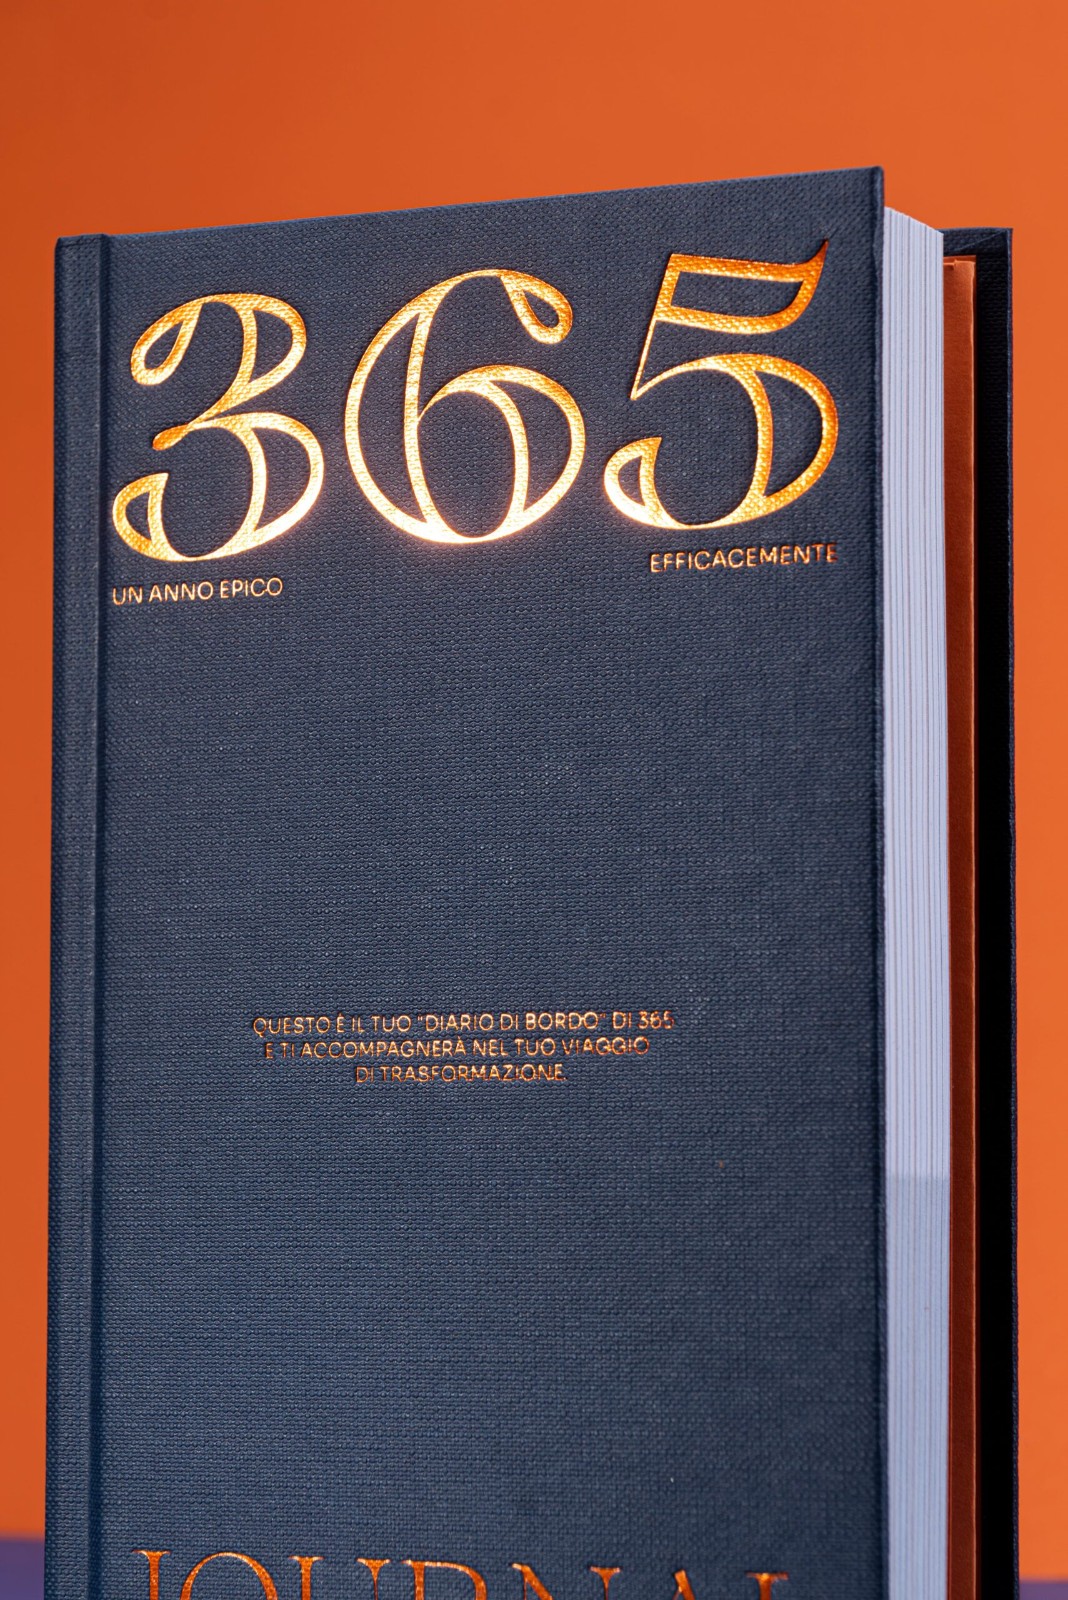 365
UN ANNO EPICO
EFFICACEMENTE
QUESTO È IL TUO "DIARIO DI BORDO" DI 365
E TI ACCOMPAGNERÀ NEL TUO VIAGGIO
DI TRASFORMAZIONE.
JOURNAL